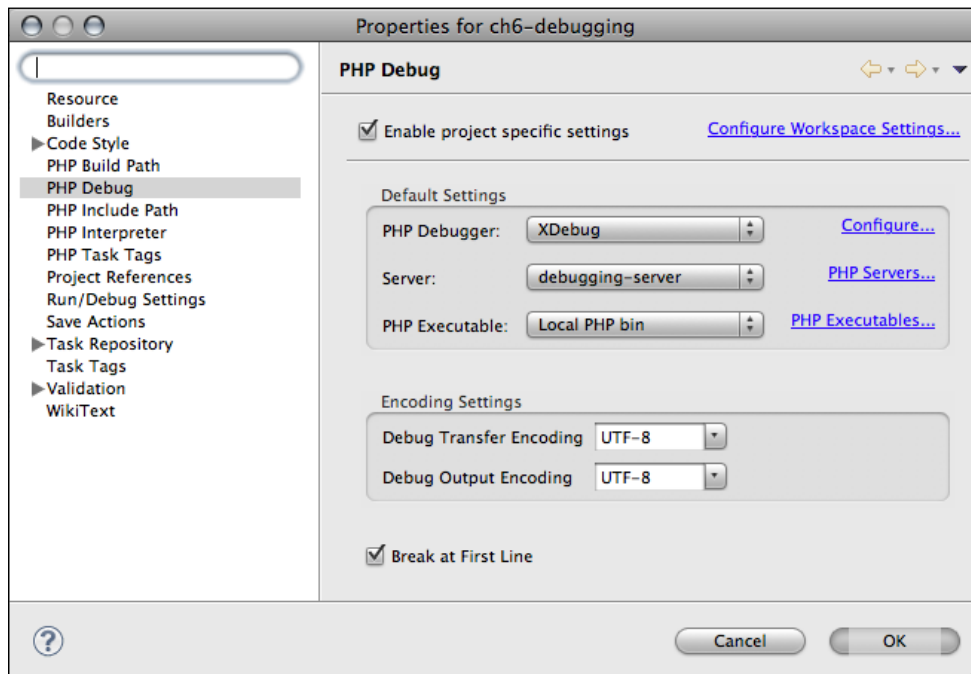 Properties for ch6-debugging
Resource
Builders
Code Style
PHP Build Path
PHP Debug
PHP Include Path
PHP Interpreter
PHP Task Tags
Project References
Run/Debug Settings
Save Actions
Task Repository
Task Tags
Validation
WikiText
PHP Debug
Enable project specific settings Configure Workspace Settings...
Default Settings
PHP Debugger: XDebug Configure...
Server: debugging-server PHP Servers...
PHP Executable: Local PHP bin PHP Executables...
Encoding Settings
Debug Transfer Encoding UTF-8
Debug Output Encoding UTF-8
Break at First Line
? Cancel OK